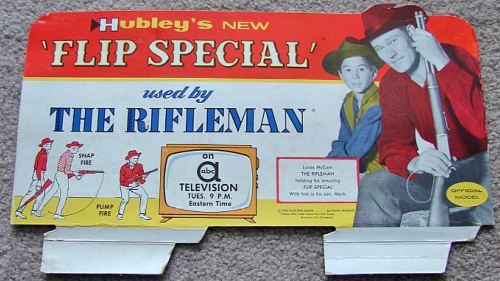 Hubley's NEW
'FLIP SPECIAL'
used by
THE RIFLEMAN
SNAP
FIRE
PUMP
FIRE
on
abc
TELEVISION
TUES. 9 P.M.
Eastern Time
Lucas McCain
THE RIFLEMAN
holding his amazing
'FLIP SPECIAL'
With him is his son, Mark.
OFFICIAL
MODEL